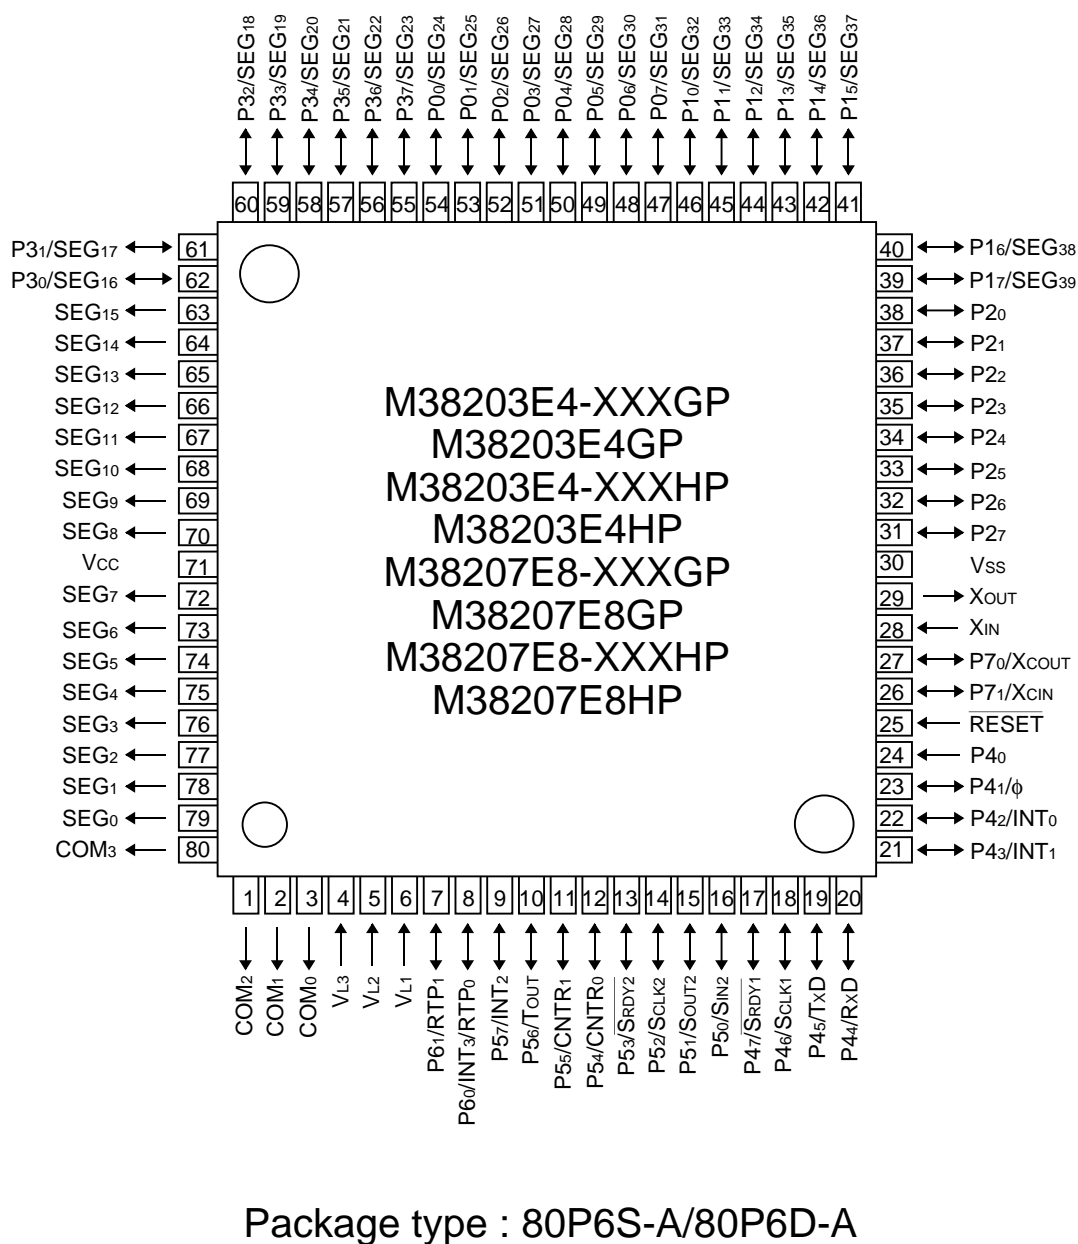 P32/SEG18
P33/SEG19
P34/SEG20
P35/SEG21
P36/SEG22
P37/SEG23
P00/SEG24
P01/SEG25
P02/SEG26
P03/SEG27
P04/SEG28
P05/SEG29
P06/SEG30
P07/SEG31
P10/SEG32
P11/SEG33
P12/SEG34
P13/SEG35
P14/SEG36
P15/SEG37
60 59 58 57 56 55 54 53 52 51 50 49 48 47 46 45 44 43 42 41
P31/SEG17 61
P30/SEG16 62
SEG15 63
SEG14 64
SEG13 65
SEG12 66
SEG11 67
SEG10 68
SEG9 69
SEG8 70
VCC 71
SEG7 72
SEG6 73
SEG5 74
SEG4 75
SEG3 76
SEG2 77
SEG1 78
SEG0 79
COM3 80
M38203E4-XXXGP
M38203E4GP
M38203E4-XXXHP
M38203E4HP
M38207E8-XXXGP
M38207E8GP
M38207E8-XXXHP
M38207E8HP
40 P16/SEG38
39 P17/SEG39
38 P20
37 P21
36 P22
35 P23
34 P24
33 P25
32 P26
31 P27
30 VSS
29 XOUT
28 XIN
27 P70/XCOUT
26 P71/XCIN
25 RESET
24 P40
23 P41/ϕ
22 P42/INT0
21 P43/INT1
1 2 3 4 5 6 7 8 9 10 11 12 13 14 15 16 17 18 19 20
COM2
COM1
COM0
VL3
VL2
VL1
P61/RTP1
P60/INT3/RTP0
P57/INT2
P56/TOUT
P55/CNTR1
P54/CNTR0
P53/SRDY2
P52/SCLK2
P51/SOUT2
P50/SIN2
P47/SRDY1
P46/SCLK1
P45/TXD
P44/RXD
Package type : 80P6S-A/80P6D-A